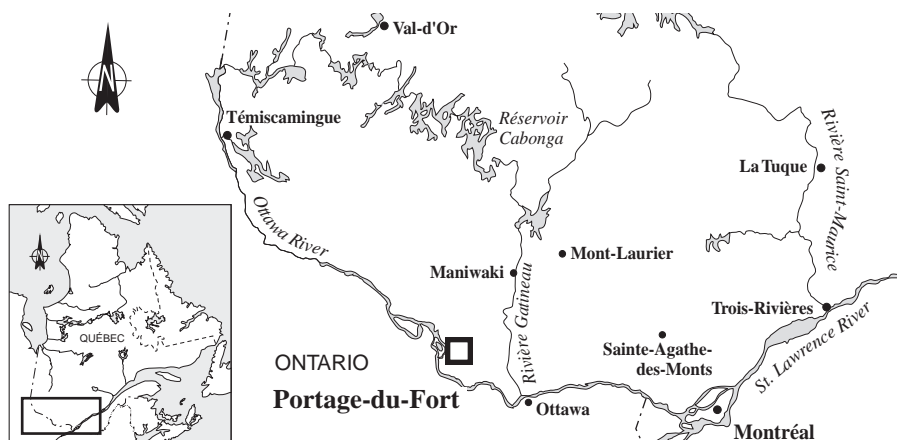 Val-d'Or
N
Témiscamingue
Réservoir
Cabonga
Rivière Saint-Maurice
La Tuque
Ottawa River
Mont-Laurier
Maniwaki
Rivière Gatineau
Trois-Rivières
QUÉBEC
St. Lawrence River
Sainte-Agathe-
des-Monts
ONTARIO
Portage-du-Fort
Ottawa
Montréal